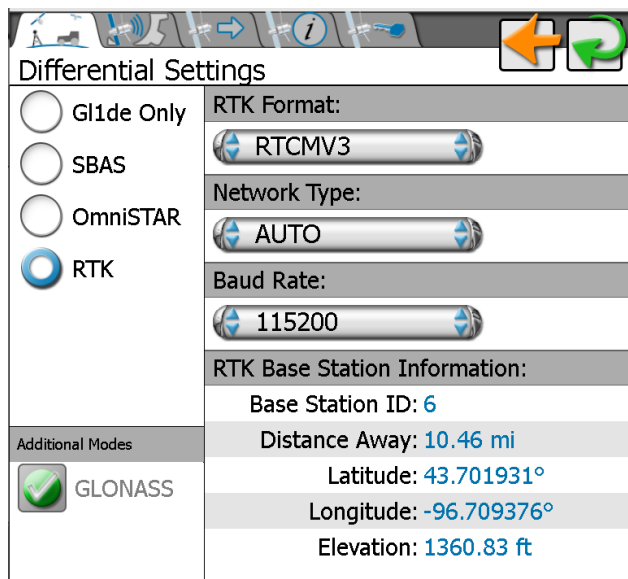 Differential Settings
Gl1de Only
SBAS
OmniSTAR
RTK
Additional Modes
GLONASS
RTK Format:
RTCMV3
Network Type:
AUTO
Baud Rate:
115200
RTK Base Station Information:
Base Station ID: 6
Distance Away: 10.46 mi
Latitude: 43.701931°
Longitude: -96.709376°
Elevation: 1360.83 ft